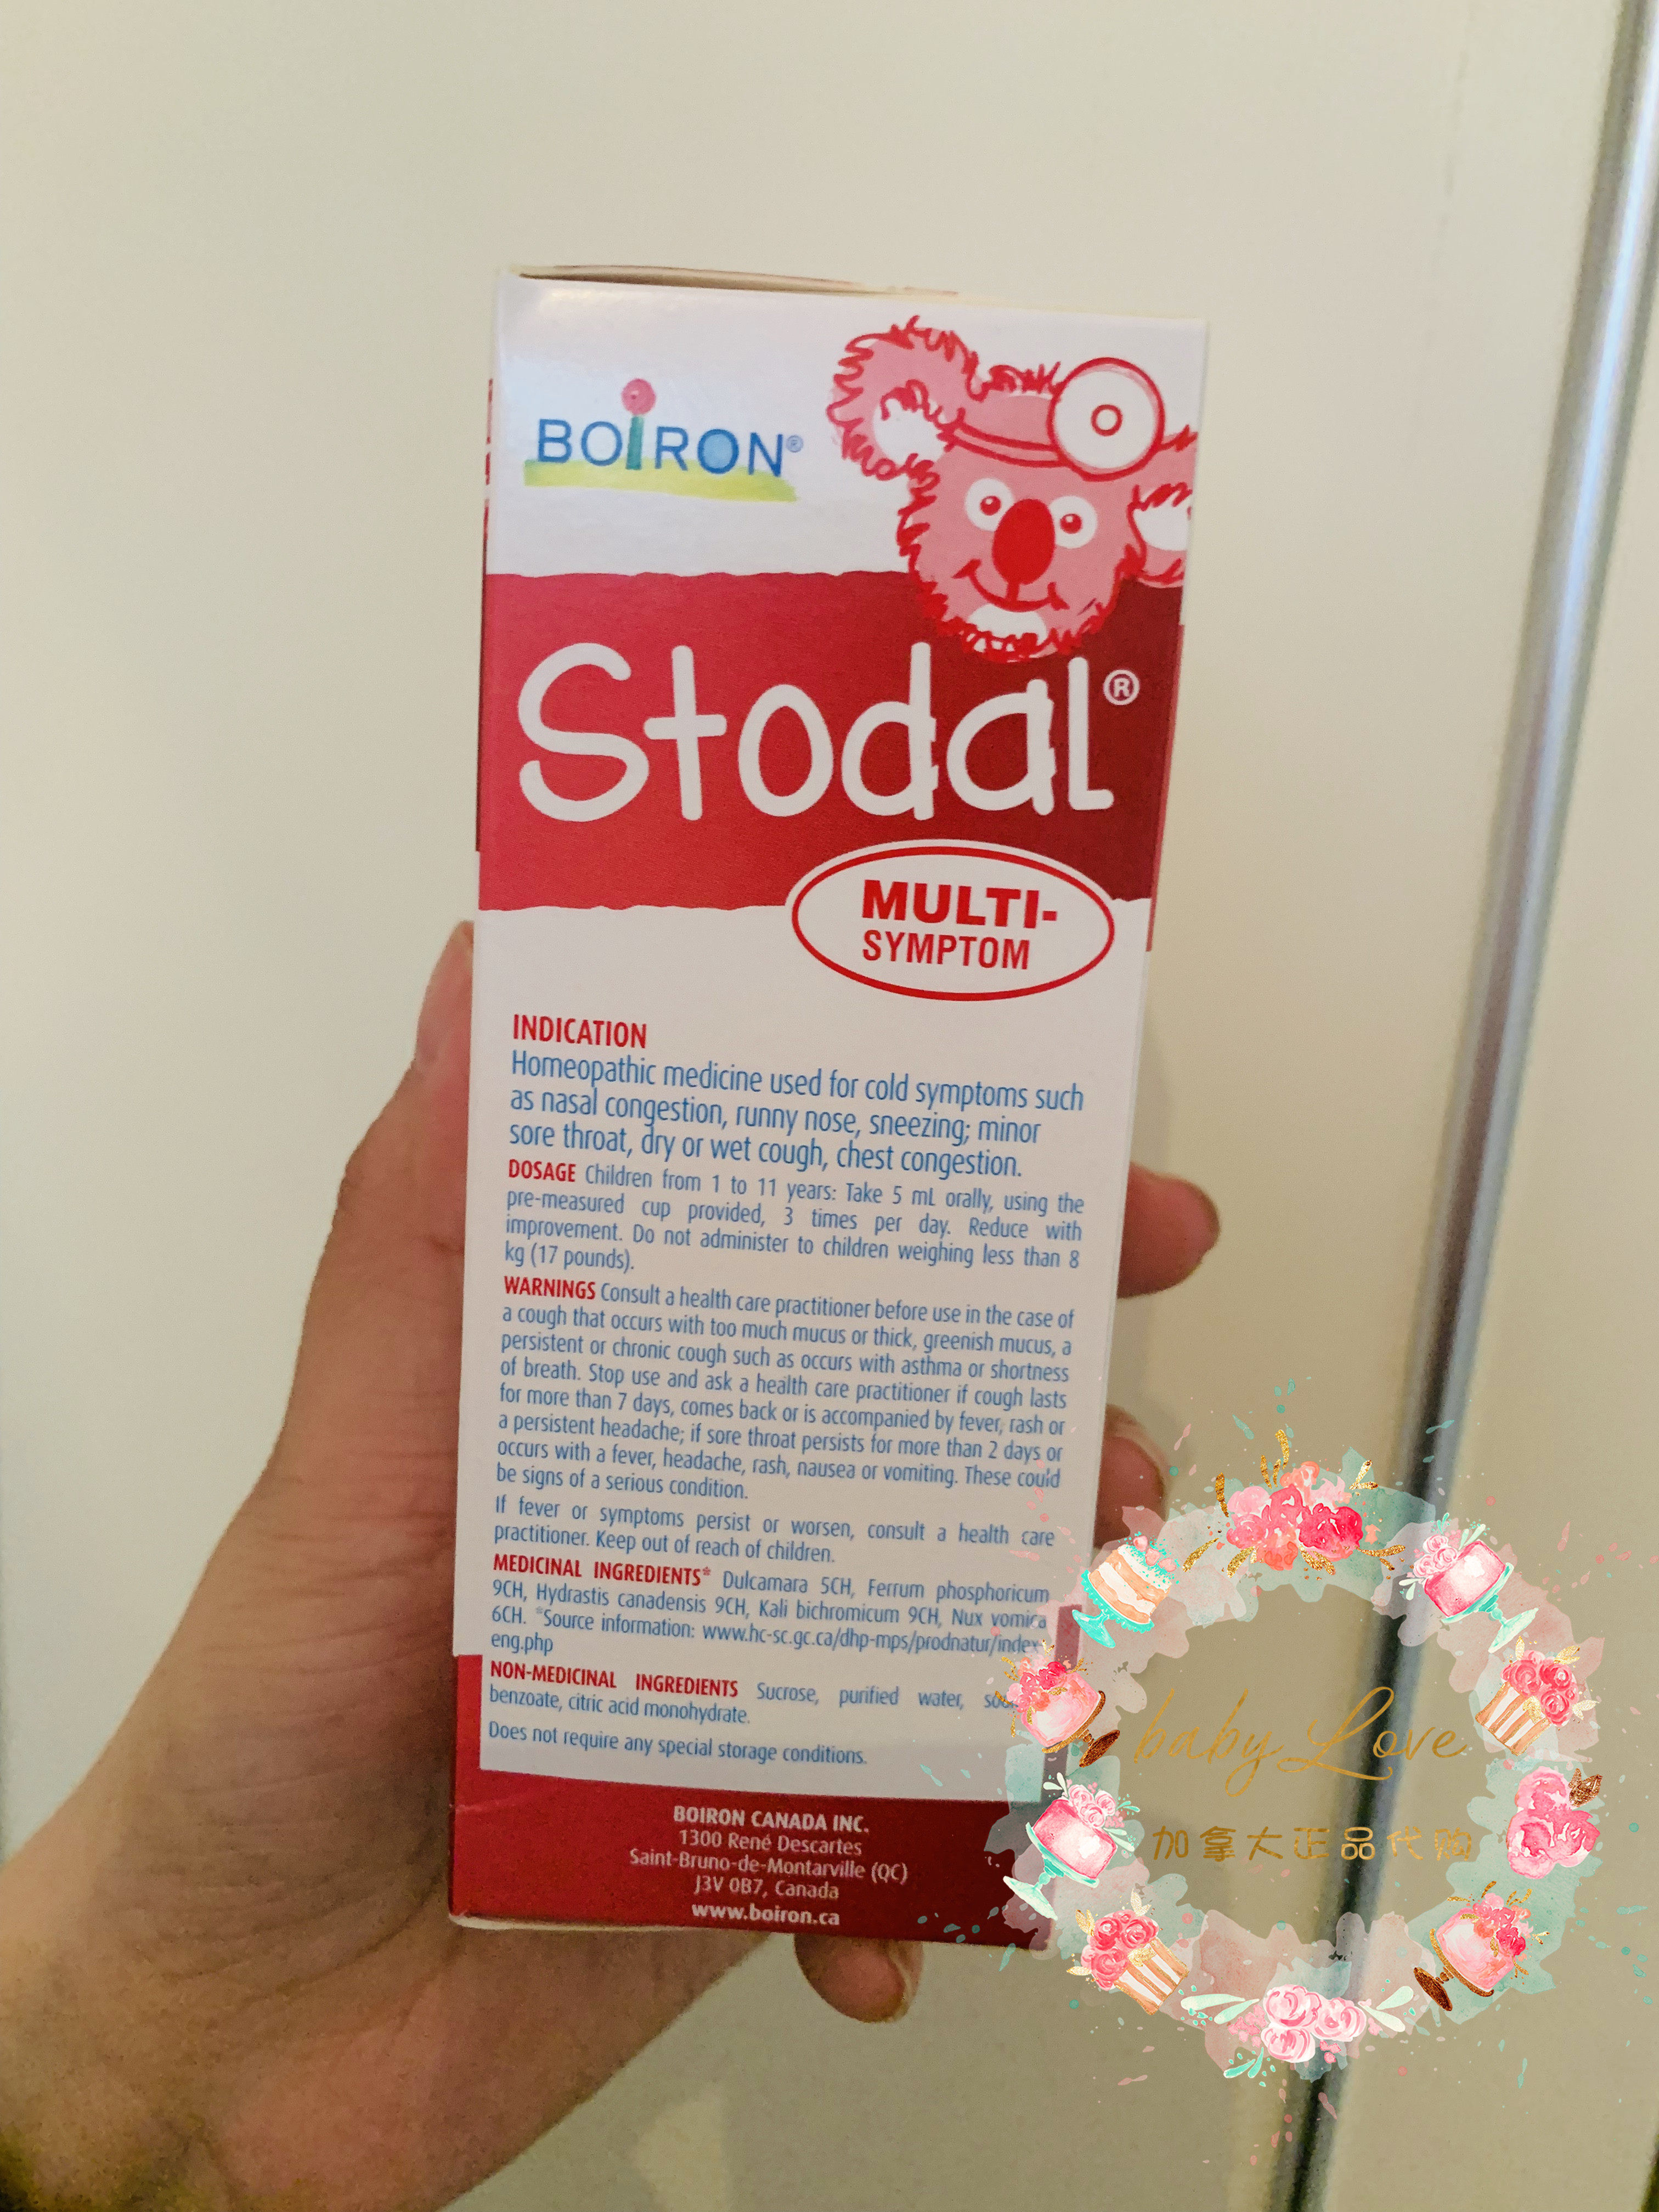 BOIRON®
Stodal®
MULTI-
SYMPTOM
INDICATION
Homeopathic medicine used for cold symptoms such
as nasal congestion, runny nose, sneezing; minor
sore throat, dry or wet cough, chest congestion.
DOSAGE Children from 1 to 11 years: Take 5 mL orally, using the
pre-measured cup provided, 3 times per day. Reduce with
improvement. Do not administer to children weighing less than 8
kg (17 pounds).
WARNINGS Consult a health care practitioner before use in the case of
a cough that occurs with too much mucus or thick, greenish mucus, a
persistent or chronic cough such as occurs with asthma or shortness
of breath. Stop use and ask a health care practitioner if cough lasts
for more than 7 days, comes back or is accompanied by fever, rash or
a persistent headache; if sore throat persists for more than 2 days or
occurs with a fever, headache, rash, nausea or vomiting. These could
be signs of a serious condition.
If fever or symptoms persist or worsen, consult a health care
practitioner. Keep out of reach of children.
MEDICINAL INGREDIENTS* Dulcamara 5CH, Ferrum phosphoricum
9CH, Hydrastis canadensis 9CH, Kali bichromicum 9CH, Nux vomica
6CH. *Source information: www.hc-sc.gc.ca/dhp-mps/prodnatur/index-
eng.php
NON-MEDICINAL INGREDIENTS Sucrose, purified water,
benzoate, citric acid monohydrate.
Does not require any special storage conditions.
BOIRON CANADA INC.
1300 René Descartes
Saint-Bruno-de-Montarville (QC)
J3V 0B7, Canada
www.boiron.ca
baby Love
加拿大正品代购